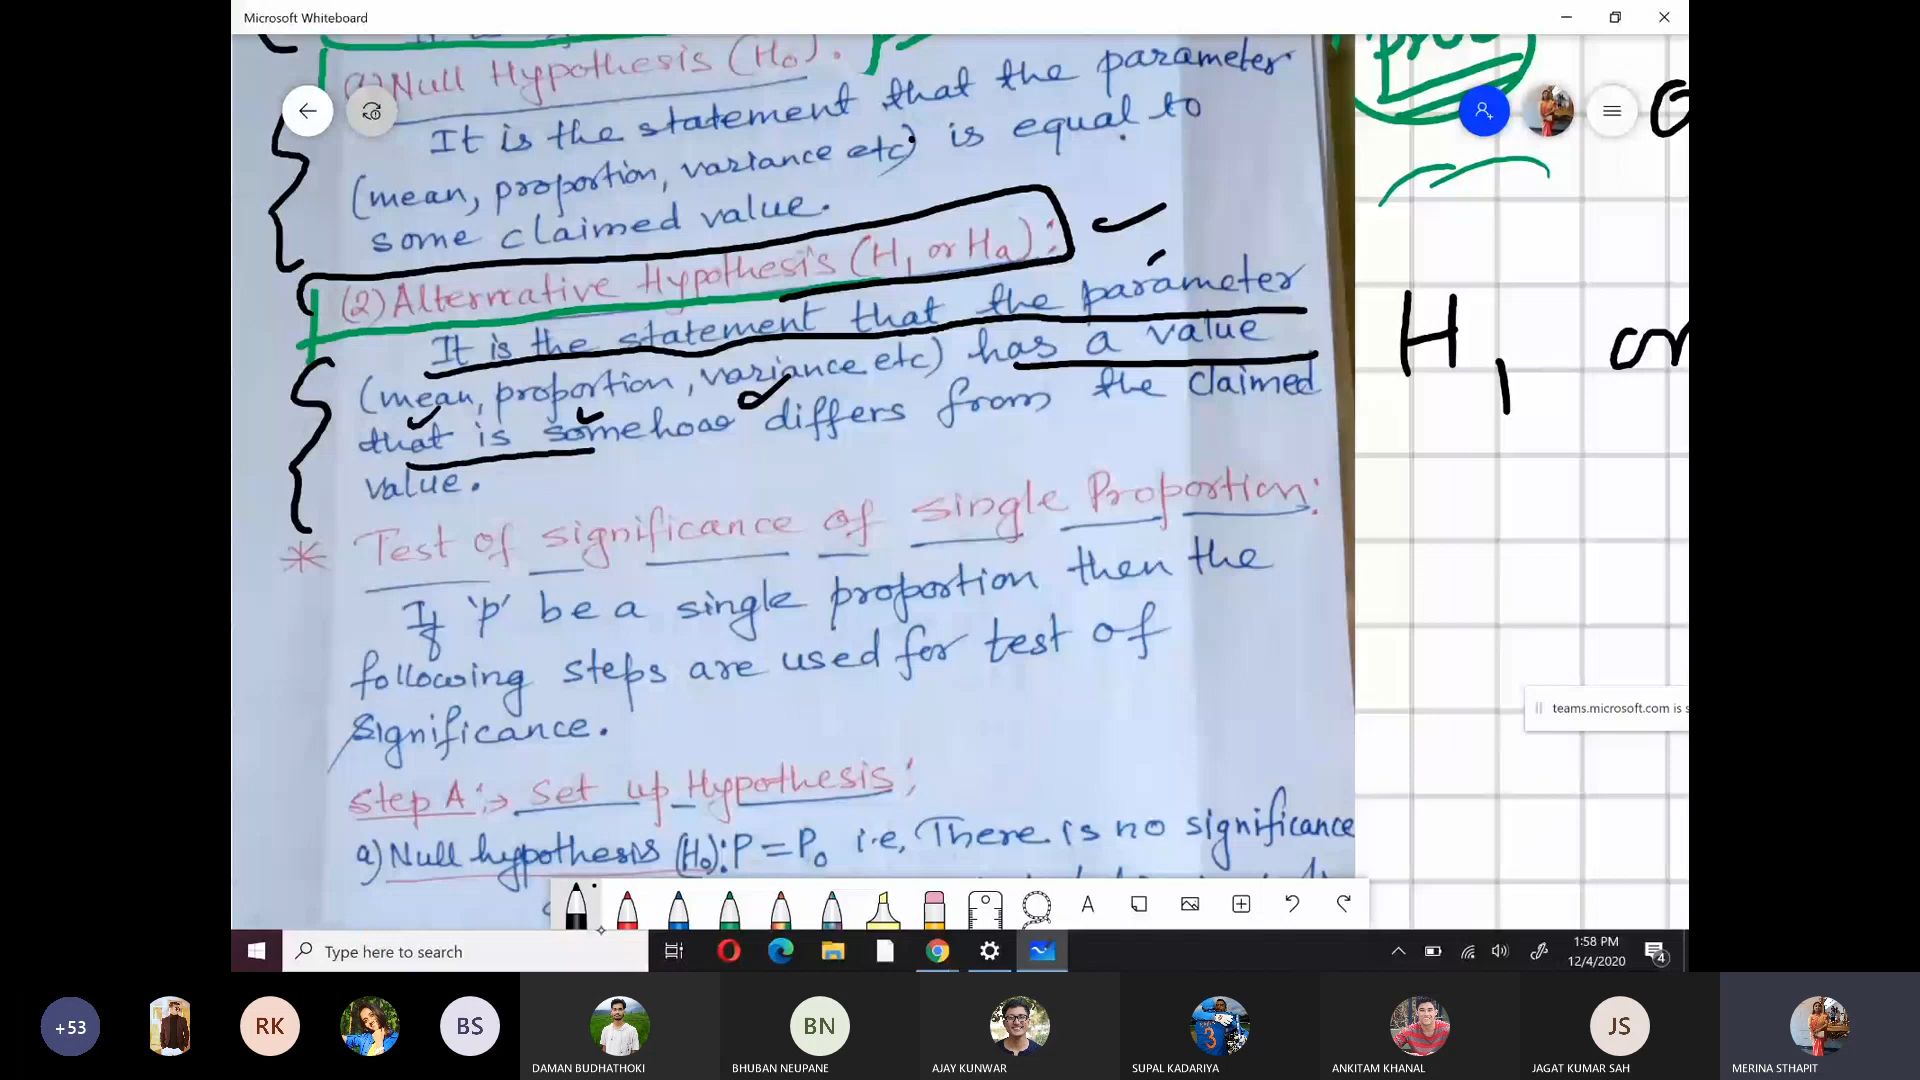 Microsoft Whiteboard
a) Null Hypothesis (H0).
It is the statement that the parameter
(mean, proportion, variance etc) is equal to
some claimed value.
(2) Alternative Hypothesis (H1 or Ha):
It is the statement that the parameter
(mean, proportion, variance etc) has a value
that is somehow differs from the claimed
value.
* Test of significance of single Proportion:
If 'p' be a single proportion then the
following steps are used for test of
significance.
step A:→ Set up Hypothesis:
a) Null hypothesis (H0): P = P0 i.e, There is no significance
H1 or
teams.microsoft.com is s
A
Type here to search
1:58 PM
12/4/2020
4
+53
RK
BS
BN
3
JS
DAMAN BUDHATHOKI
BHUBAN NEUPANE
AJAY KUNWAR
SUPAL KADARIYA
ANKITAM KHANAL
JAGAT KUMAR SAH
MERINA STHAPIT